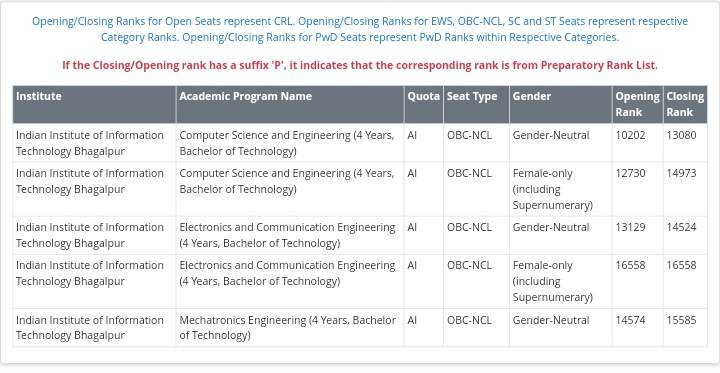 Opening/Closing Ranks for Open Seats represent CRL. Opening/Closing Ranks for EWS, OBC-NCL, SC and ST Seats represent respective
Category Ranks. Opening/Closing Ranks for PwD Seats represent PwD Ranks within Respective Categories.
If the Closing/Opening rank has a suffix 'P', it indicates that the corresponding rank is from Preparatory Rank List.
Institute Academic Program Name Quota Seat Type Gender Opening Closing
Rank Rank
Indian Institute of Information Computer Science and Engineering (4 Years, AI OBC-NCL Gender-Neutral 10202 13080
Technology Bhagalpur Bachelor of Technology)
Indian Institute of Information Computer Science and Engineering (4 Years, AI OBC-NCL Female-only 12730 14973
Technology Bhagalpur Bachelor of Technology) (including
Supernumerary)
Indian Institute of Information Electronics and Communication Engineering AI OBC-NCL Gender-Neutral 13129 14524
Technology Bhagalpur (4 Years, Bachelor of Technology)
Indian Institute of Information Electronics and Communication Engineering AI OBC-NCL Female-only 16558 16558
Technology Bhagalpur (4 Years, Bachelor of Technology) (including
Supernumerary)
Indian Institute of Information Mechatronics Engineering (4 Years, Bachelor AI OBC-NCL Gender-Neutral 14574 15585
Technology Bhagalpur of Technology)